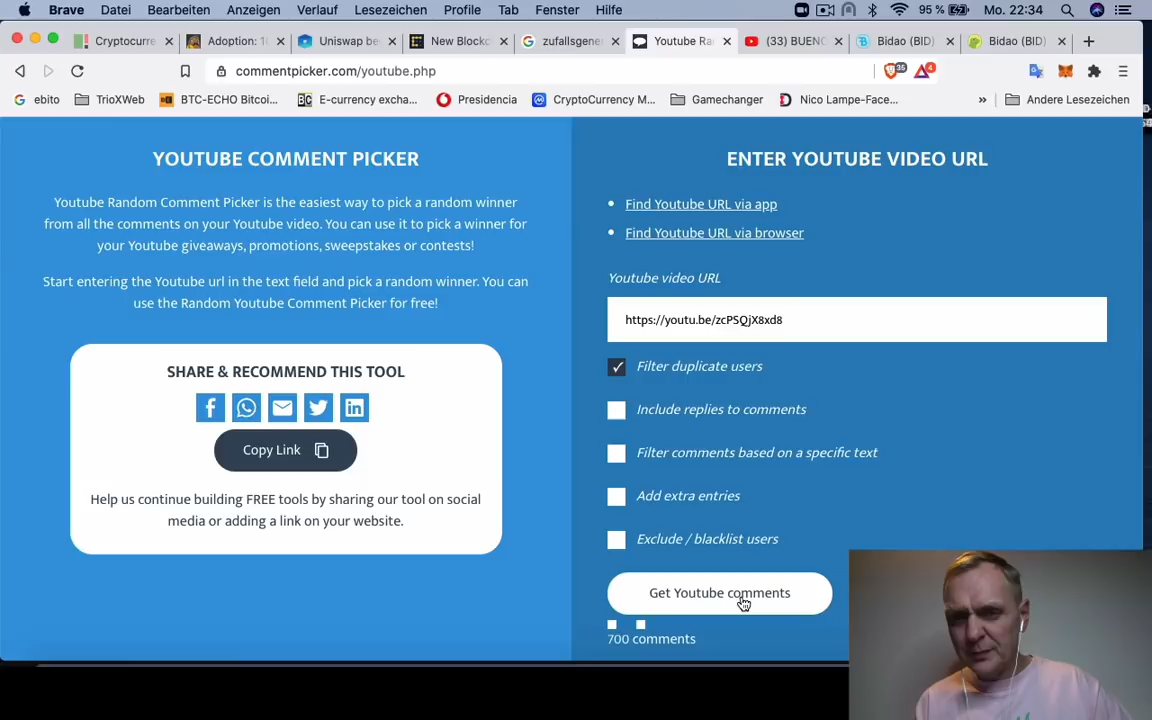 Brave Datei Bearbeiten Anzeigen Verlauf Lesezeichen Profile Tab Fenster Hilfe 95 % Mo. 22:34
Cryptocurre Adoption: 10 Uniswap be New Blocko zufallsgene Youtube Ra (33) BUENO Bidao (BID) Bidao (BID)
commentpicker.com/youtube.php 35 4
ebito TrioXWeb BTC-ECHO Bitcoi... E-currency excha... Presidencia CryptoCurrency M... Gamechanger Nico Lampe-Face... » Andere Lesezeichen
YOUTUBE COMMENT PICKER
Youtube Random Comment Picker is the easiest way to pick a random winner
from all the comments on your Youtube video. You can use it to pick a winner for
your Youtube giveaways, promotions, sweepstakes or contests!
Start entering the Youtube url in the text field and pick a random winner. You can
use the Random Youtube Comment Picker for free!
SHARE & RECOMMEND THIS TOOL
Copy Link
Help us continue building FREE tools by sharing our tool on social
media or adding a link on your website.
ENTER YOUTUBE VIDEO URL
Find Youtube URL via app
Find Youtube URL via browser
Youtube video URL
https://youtu.be/zcPSQjX8xd8
Filter duplicate users
Include replies to comments
Filter comments based on a specific text
Add extra entries
Exclude / blacklist users
Get Youtube comments
700 comments